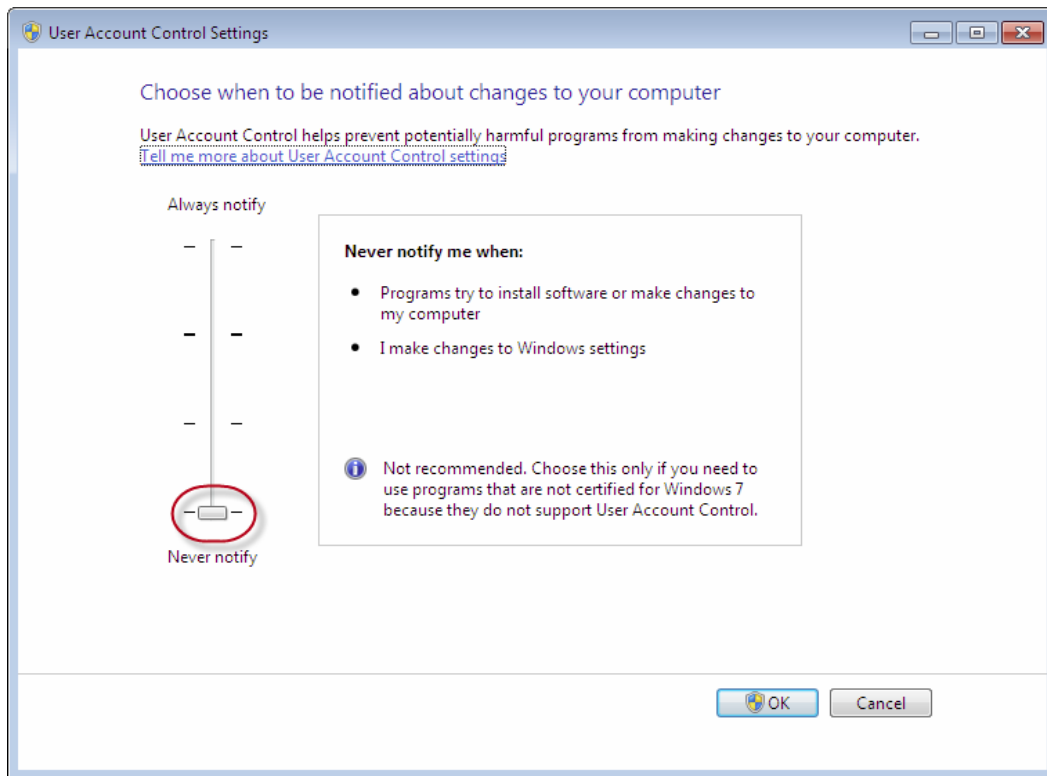 User Account Control Settings
Choose when to be notified about changes to your computer
User Account Control helps prevent potentially harmful programs from making changes to your computer.
Tell me more about User Account Control settings
Always notify
Never notify me when:
Programs try to install software or make changes to
my computer
I make changes to Windows settings
Not recommended. Choose this only if you need to
use programs that are not certified for Windows 7
because they do not support User Account Control.
Never notify
OK
Cancel